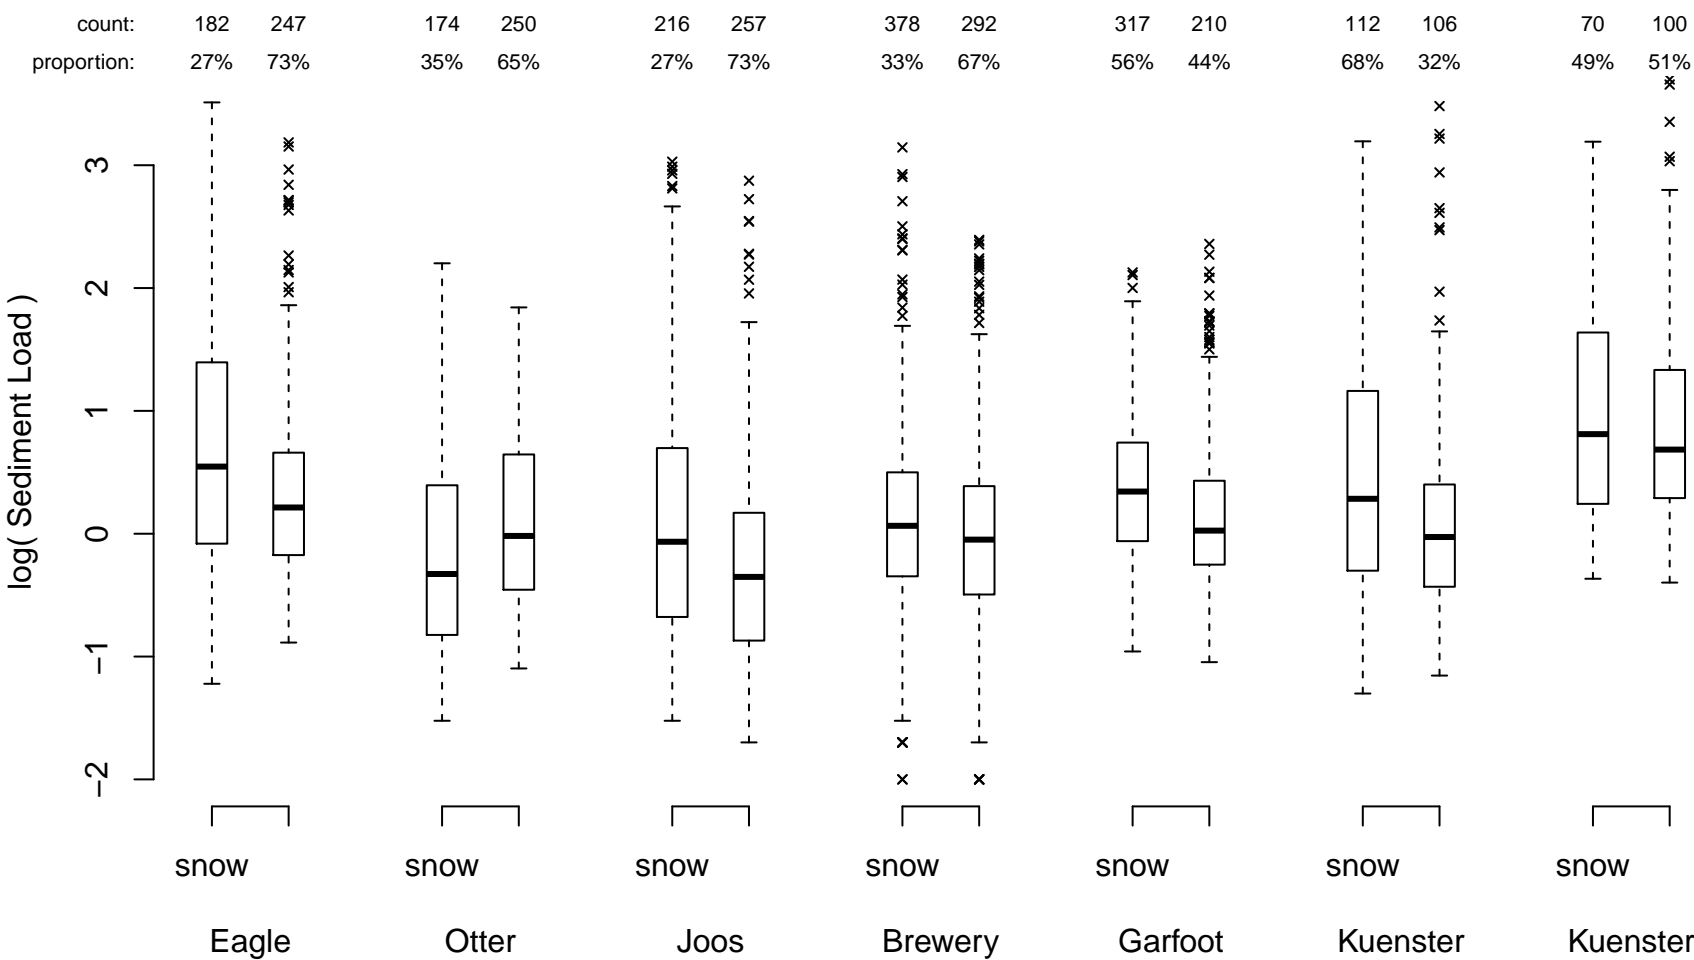 count: 182 247 174 250 216 257 378 292 317 210 112 106 70 100
proportion: 27% 73% 35% 65% 27% 73% 33% 67% 56% 44% 68% 32% 49% 51%
log( Sediment Load )
3
2
1
0
−1
−2
snow snow snow snow snow snow snow
Eagle Otter Joos Brewery Garfoot Kuenster Kuenster